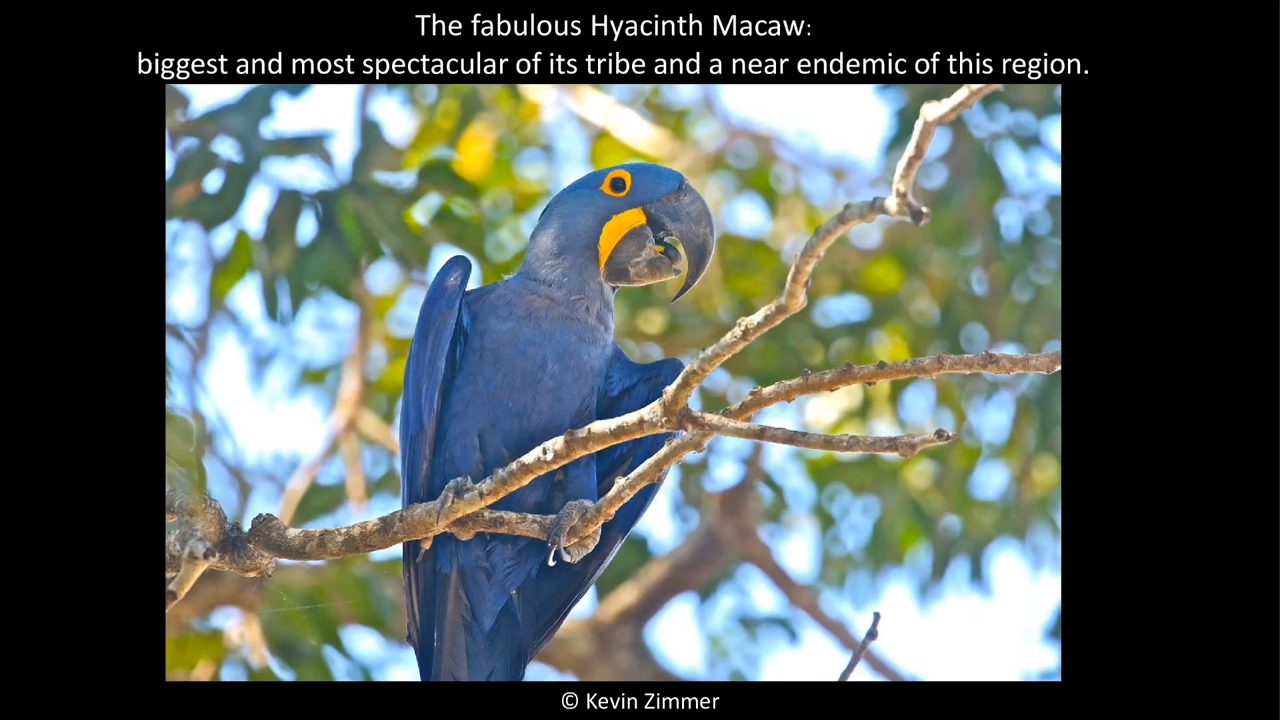 The fabulous Hyacinth Macaw:
biggest and most spectacular of its tribe and a near endemic of this region.
© Kevin Zimmer